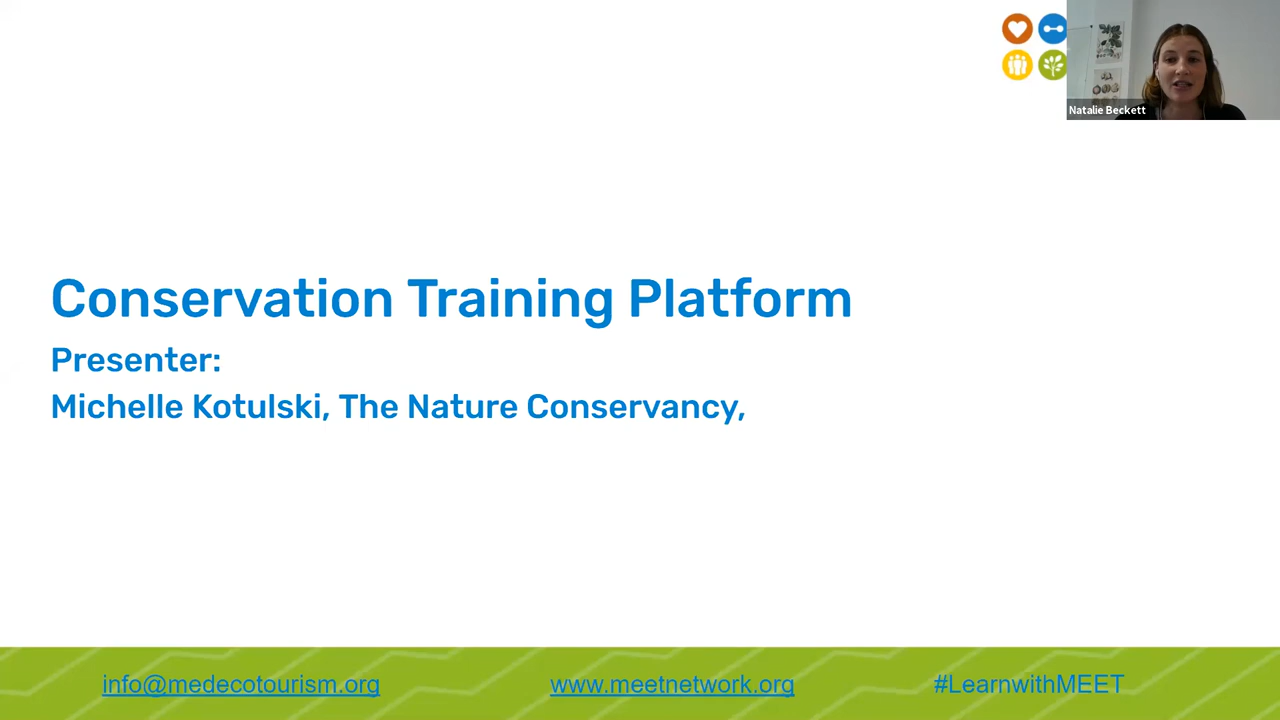 Natalie Beckett
Conservation Training Platform
Presenter:
Michelle Kotulski, The Nature Conservancy,
info@medecotourism.org
www.meetnetwork.org
#LearnwithMEET